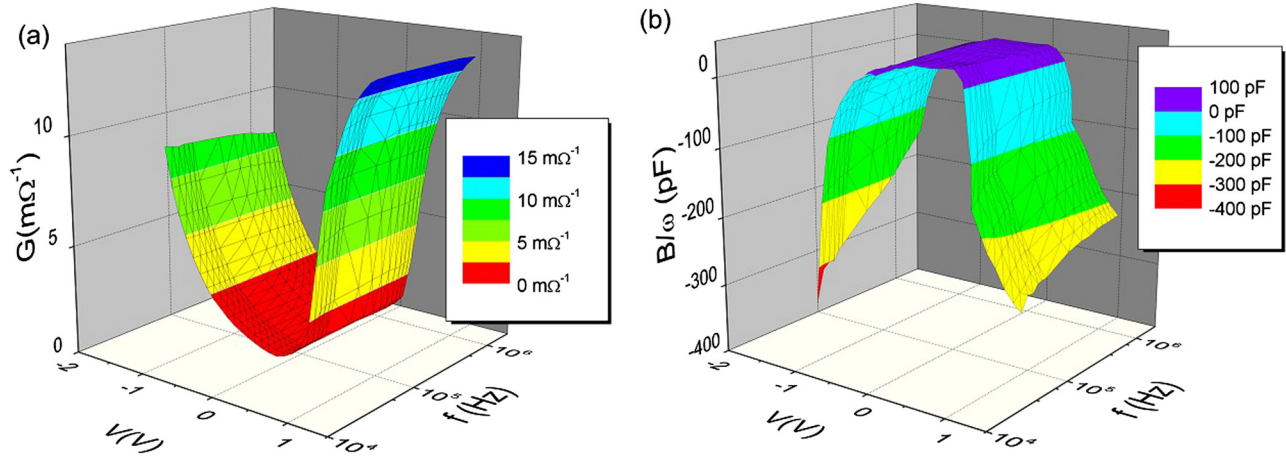 (a)
G(mΩ⁻¹)
10
5
0
-2
-1
0
1
V(V)
10⁴
10⁵
10⁶
f (Hz)
15 mΩ⁻¹
10 mΩ⁻¹
5 mΩ⁻¹
0 mΩ⁻¹
(b)
B/ω (pF)
0
-100
-200
-300
-400
-2
-1
0
1
V(V)
10⁴
10⁵
10⁶
f (Hz)
100 pF
0 pF
-100 pF
-200 pF
-300 pF
-400 pF